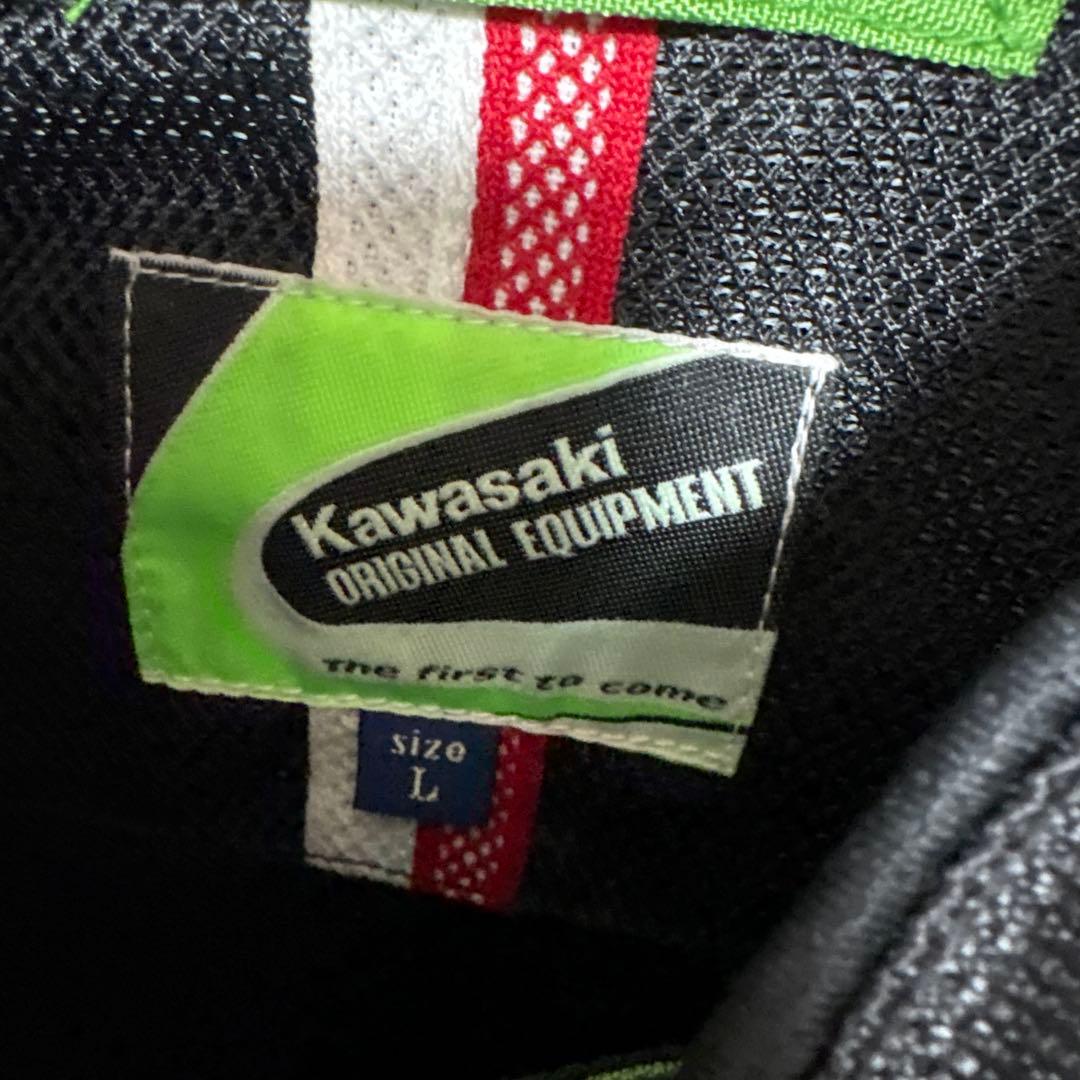 Kawasaki
ORIGINAL EQUIPMENT
The first to come
size
L